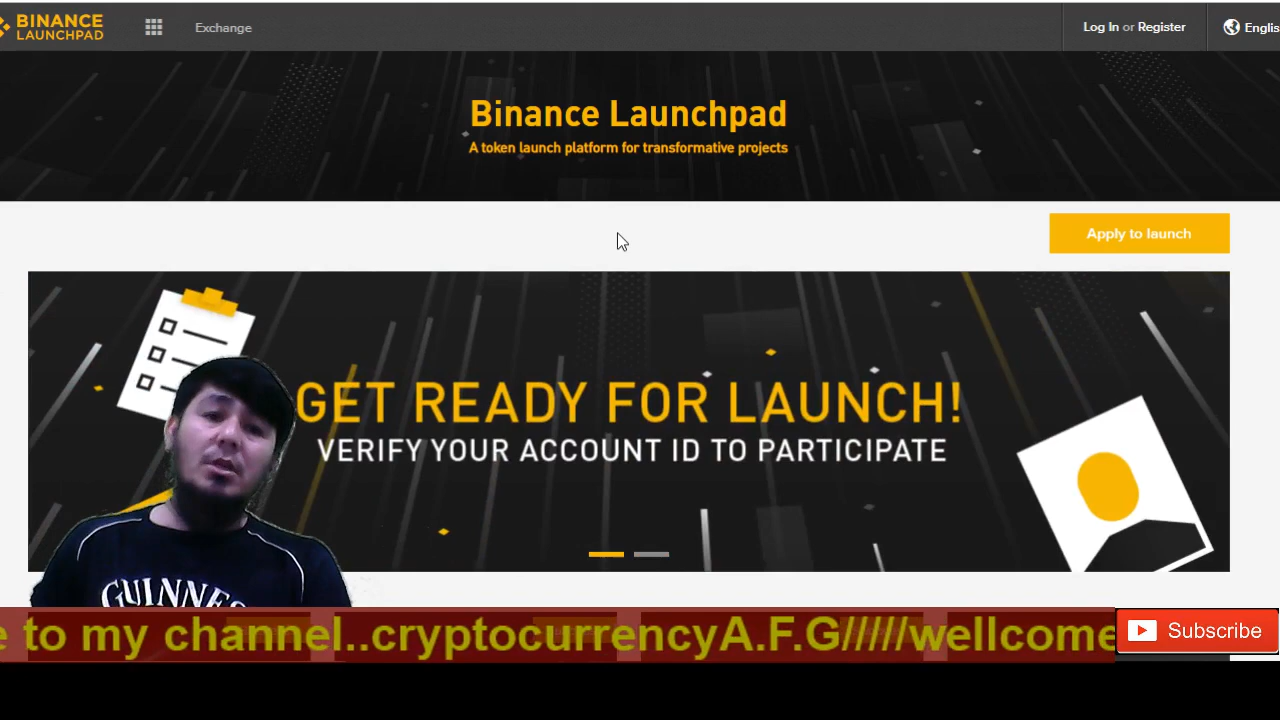 BINANCE
LAUNCHPAD
Exchange
Log In or Register
Englis
Binance Launchpad
A token launch platform for transformative projects
Apply to launch
GET READY FOR LAUNCH!
VERIFY YOUR ACCOUNT ID TO PARTICIPATE
GUINNES
e to my channel..cryptocurrencyA.F.G/////wellcome
Subscribe